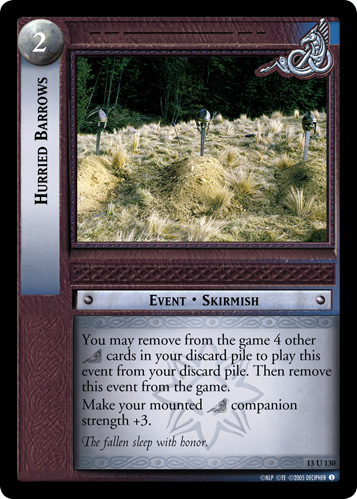 2
HURRIED BARROWS
EVENT • SKIRMISH
You may remove from the game 4 other
cards in your discard pile to play this
event from your discard pile. Then remove
this event from the game.
Make your mounted companion
strength +3.
The fallen sleep with honor.
13 U 130
©NLP ©TE ©2005 DECIPHER